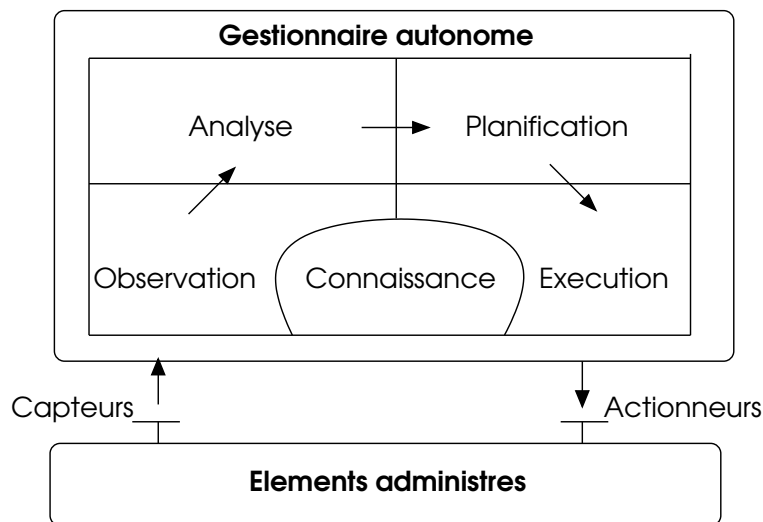 Gestionnaire autonome
Analyse
Planification
Observation
Connaissance
Execution
Capteurs
Actionneurs
Elements administres